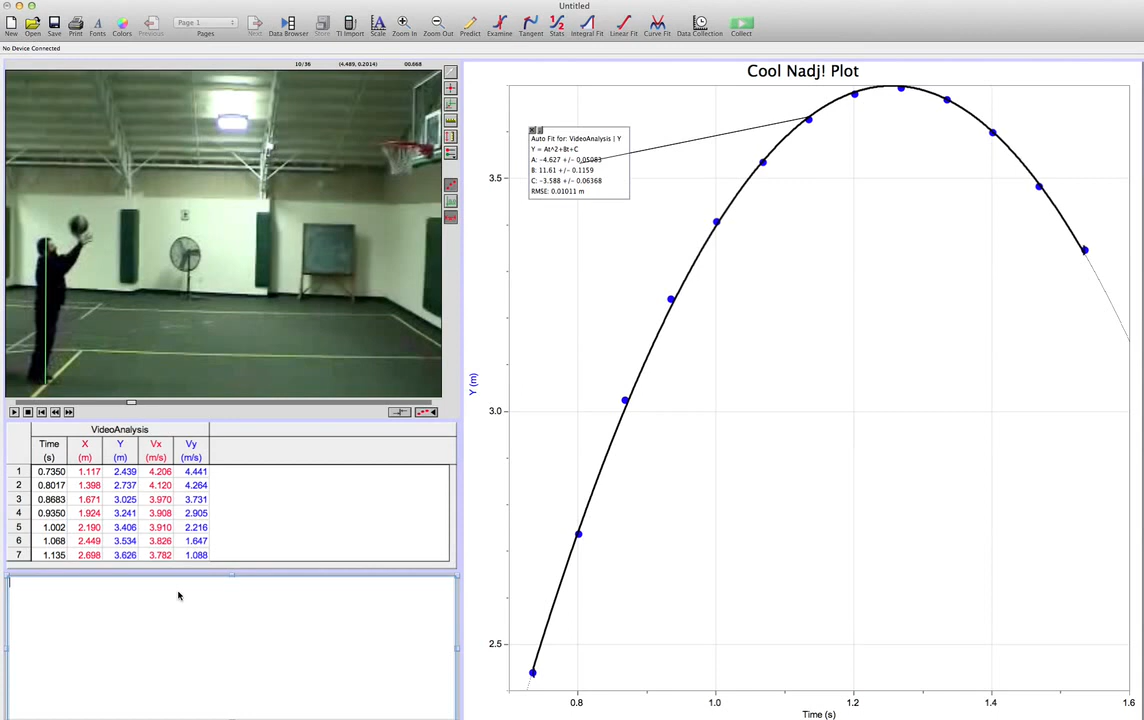 Untitled
New Open Save Print Fonts Colors Previous Page 1 Pages Next Data Browser Store TI Import Scale Zoom In Zoom Out Predict Examine Tangent Stats Integral Fit Linear Fit Curve Fit Data Collection Collect
No Device Connected
10/36 (4.489, 0.2014) 00.668
Cool Nadj! Plot
Auto Fit for: VideoAnalysis | Y
Y = At^2+Bt+C
A: -4.627 +/- 0.05083
B: 11.61 +/- 0.1159
C: -3.588 +/- 0.06368
RMSE: 0.01011 m
3.5
3.0
2.5
Y (m)
0.8 1.0 1.2 1.4 1.6
Time (s)
VideoAnalysis
Time X Y Vx Vy
(s) (m) (m) (m/s) (m/s)
1 0.7350 1.117 2.439 4.206 4.441
2 0.8017 1.398 2.737 4.120 4.264
3 0.8683 1.671 3.025 3.970 3.731
4 0.9350 1.924 3.241 3.908 2.905
5 1.002 2.190 3.406 3.910 2.216
6 1.068 2.449 3.534 3.826 1.647
7 1.135 2.698 3.626 3.782 1.088